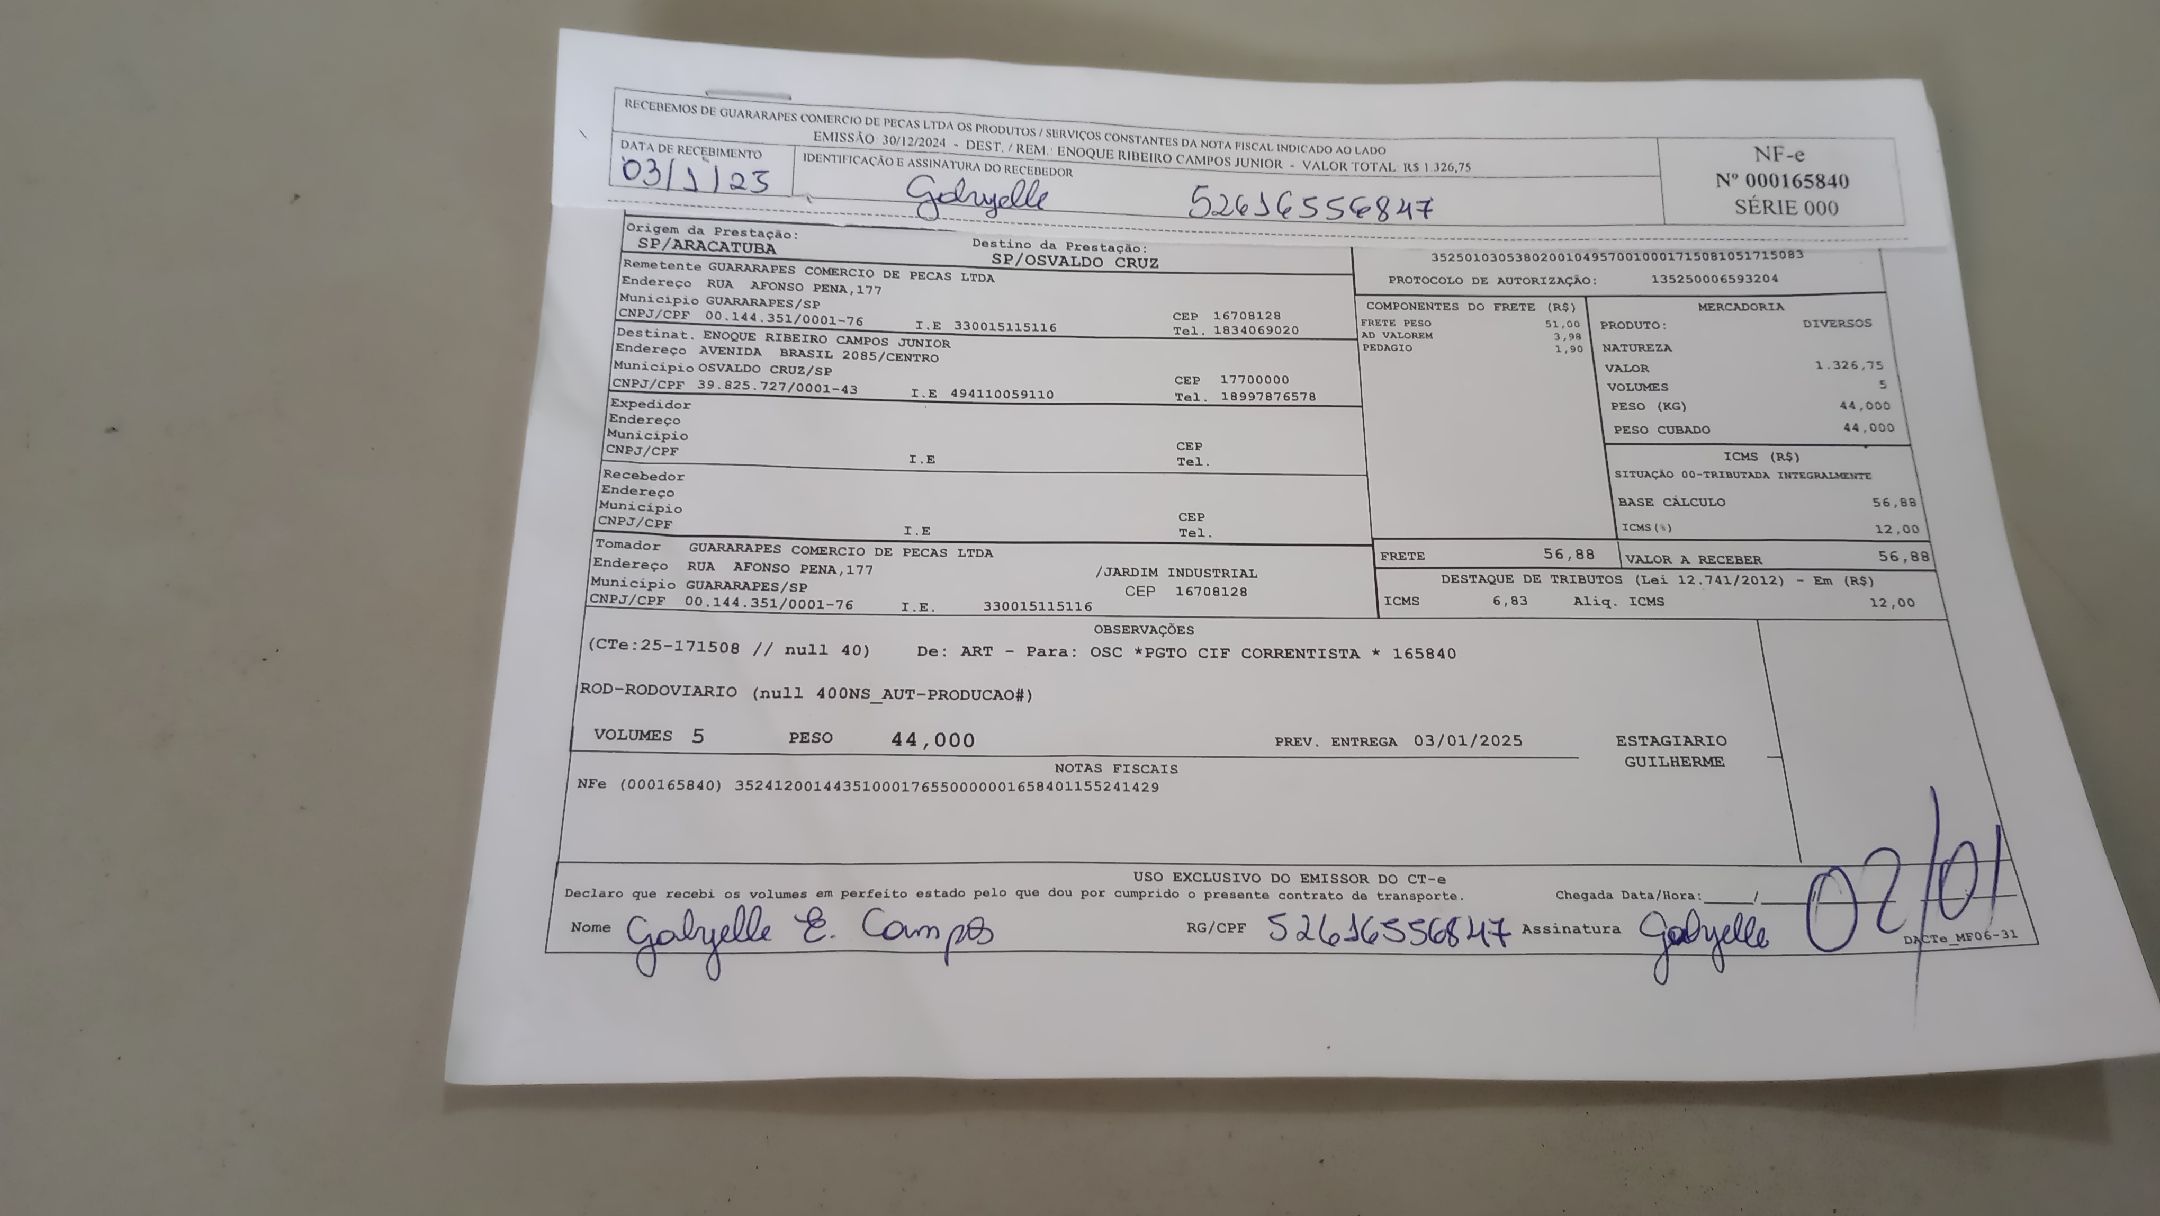 RECEBEMOS DE GUARARAPES COMERCIO DE PECAS LTDA OS PRODUTOS / SERVIÇOS CONSTANTES DA NOTA FISCAL INDICADO AO LADO
EMISSÃO: 30/12/2024 - DEST. / REM.: ENOQUE RIBEIRO CAMPOS JUNIOR - VALOR TOTAL: R$ 1.326,75
DATA DE RECEBIMENTO
03/1/25
IDENTIFICAÇÃO E ASSINATURA DO RECEBEDOR
Gabryelle 52616556847
NF-e
Nº 000165840
SÉRIE 000
Origem da Prestação:
SP/ARACATUBA
Destino da Prestação:
SP/OSVALDO CRUZ
Remetente GUARARAPES COMERCIO DE PECAS LTDA
Endereço RUA AFONSO PENA,177
Município GUARARAPES/SP CEP 16708128
CNPJ/CPF 00.144.351/0001-76 I.E 330015115116 Tel. 1834069020
Destinat. ENOQUE RIBEIRO CAMPOS JUNIOR
Endereço AVENIDA BRASIL 2085/CENTRO
Município OSVALDO CRUZ/SP CEP 17700000
CNPJ/CPF 39.825.727/0001-43 I.E 494110059110 Tel. 18997876578
Expedidor
Endereço
Município CEP
CNPJ/CPF I.E Tel.
Recebedor
Endereço
Município CEP
CNPJ/CPF I.E Tel.
Tomador GUARARAPES COMERCIO DE PECAS LTDA
Endereço RUA AFONSO PENA,177 /JARDIM INDUSTRIAL
Município GUARARAPES/SP CEP 16708128
CNPJ/CPF 00.144.351/0001-76 I.E. 330015115116
35250103053802001049570010001715081051715083
PROTOCOLO DE AUTORIZAÇÃO: 135250006593204
COMPONENTES DO FRETE (R$)
FRETE PESO 51,00
AD VALOREM 3,98
PEDAGIO 1,90
MERCADORIA
PRODUTO: DIVERSOS
NATUREZA
VALOR 1.326,75
VOLUMES 5
PESO (KG) 44,000
PESO CUBADO 44,000
ICMS (R$)
SITUAÇÃO 00-TRIBUTADA INTEGRALMENTE
BASE CÁLCULO 56,88
ICMS(%) 12,00
FRETE 56,88 VALOR A RECEBER 56,88
DESTAQUE DE TRIBUTOS (Lei 12.741/2012) - Em (R$)
ICMS 6,83 Aliq. ICMS 12,00
OBSERVAÇÕES
(CTe:25-171508 // null 40) De: ART - Para: OSC *PGTO CIF CORRENTISTA * 165840
ROD-RODOVIARIO (null 400NS_AUT-PRODUCAO#)
VOLUMES 5 PESO 44,000 PREV. ENTREGA 03/01/2025
ESTAGIARIO
GUILHERME
NOTAS FISCAIS
NFe (000165840) 35241200144351000176550000001658401155241429
USO EXCLUSIVO DO EMISSOR DO CT-e
Declaro que recebi os volumes em perfeito estado pelo que dou por cumprido o presente contrato de transporte. Chegada Data/Hora:____/
02/01
Nome Gabryelle E. Campos RG/CPF 52616556847 Assinatura Gabryelle
DACTe_MF06-31